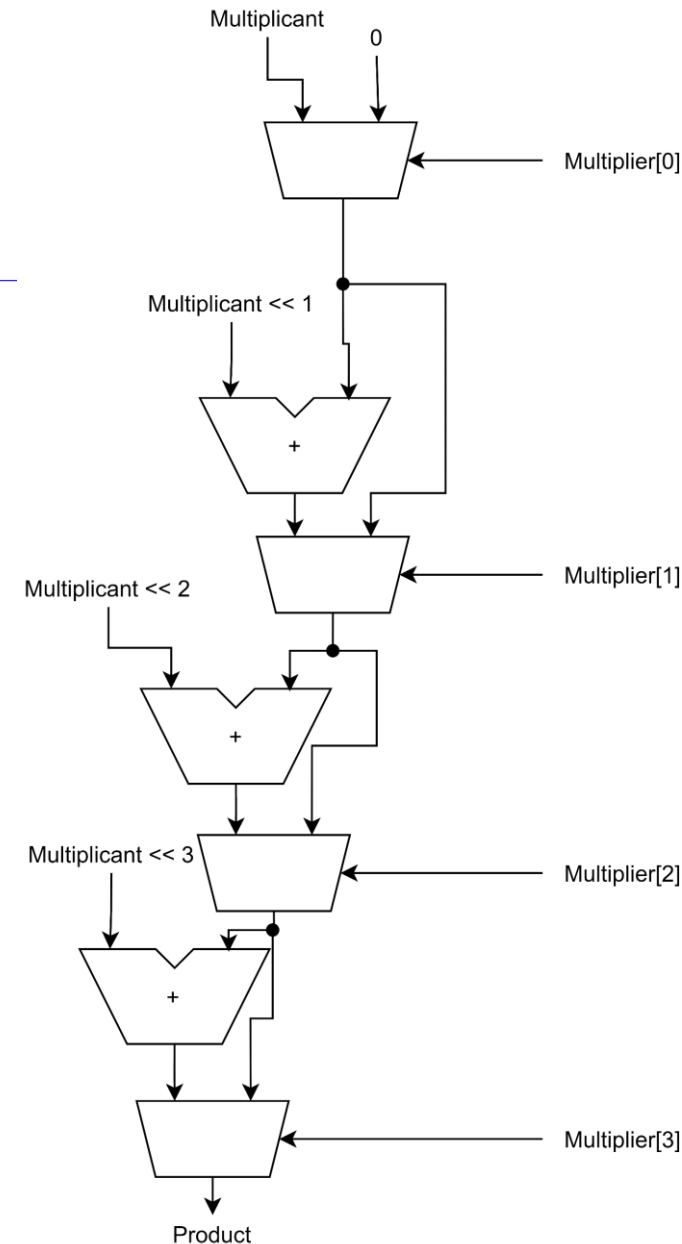 Multiplicant
0
Multiplier[0]
Multiplicant << 1
+
Multiplier[1]
Multiplicant << 2
+
Multiplier[2]
Multiplicant << 3
+
Multiplier[3]
Product